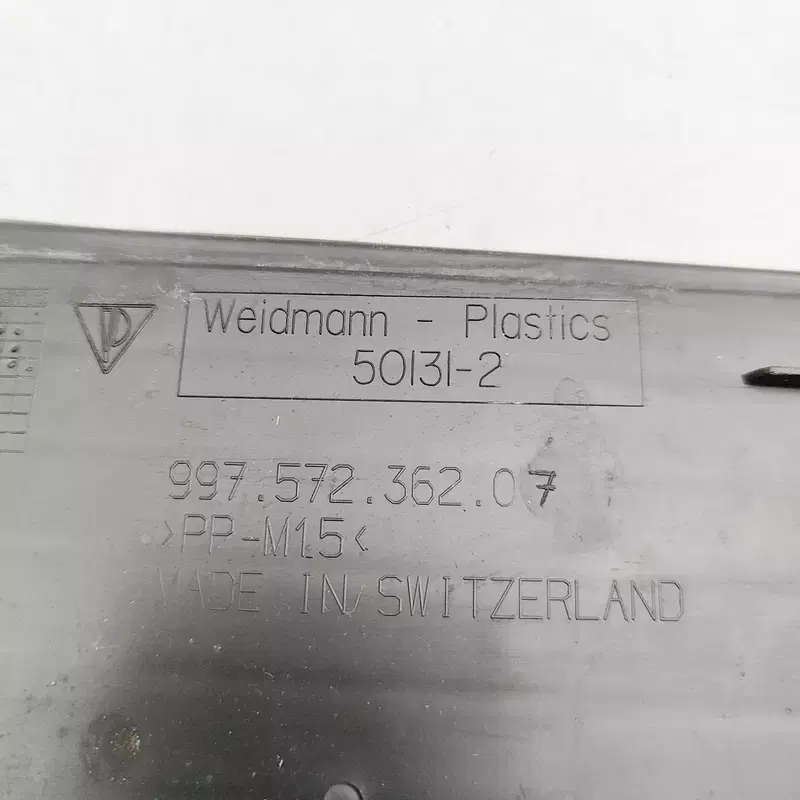 Weidmann - Plastics
50131-2
997.572.362.07
>PP-M15<
MADE IN SWITZERLAND